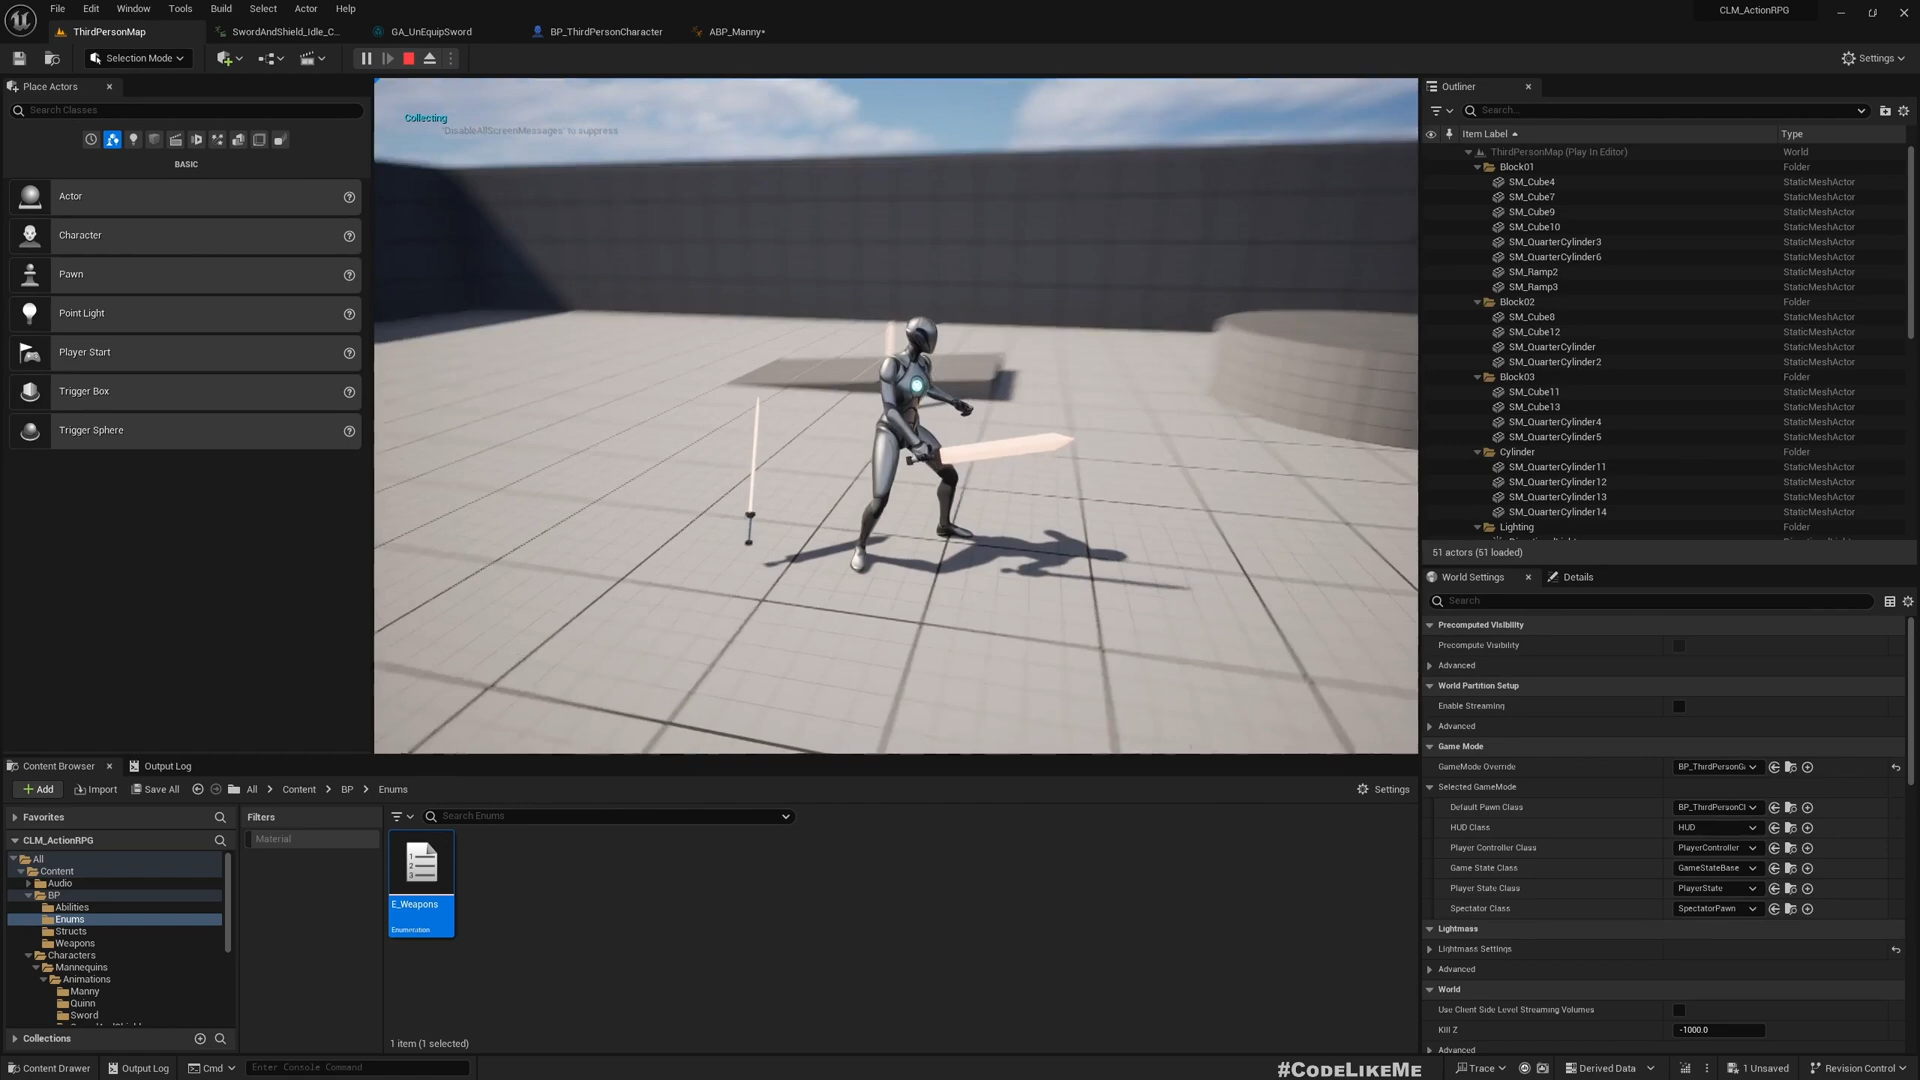 File Edit Window Tools Build Select Actor Help
CLM_ActionRPG
ThirdPersonMap
SwordAndShield_Idle_C...
GA_UnEquipSword
BP_ThirdPersonCharacter
ABP_Manny•
Selection Mode
Settings
Place Actors
Search Classes
BASIC
Actor
Character
Pawn
Point Light
Player Start
Trigger Box
Trigger Sphere
Collecting
'DisableAllScreenMessages' to suppress
Outliner
Search...
Item Label
Type
ThirdPersonMap (Play In Editor) World
Block01 Folder
SM_Cube4 StaticMeshActor
SM_Cube7 StaticMeshActor
SM_Cube9 StaticMeshActor
SM_Cube10 StaticMeshActor
SM_QuarterCylinder3 StaticMeshActor
SM_QuarterCylinder6 StaticMeshActor
SM_Ramp2 StaticMeshActor
SM_Ramp3 StaticMeshActor
Block02 Folder
SM_Cube8 StaticMeshActor
SM_Cube12 StaticMeshActor
SM_QuarterCylinder StaticMeshActor
SM_QuarterCylinder2 StaticMeshActor
Block03 Folder
SM_Cube11 StaticMeshActor
SM_Cube13 StaticMeshActor
SM_QuarterCylinder4 StaticMeshActor
SM_QuarterCylinder5 StaticMeshActor
Cylinder Folder
SM_QuarterCylinder11 StaticMeshActor
SM_QuarterCylinder12 StaticMeshActor
SM_QuarterCylinder13 StaticMeshActor
SM_QuarterCylinder14 StaticMeshActor
Lighting Folder
51 actors (51 loaded)
World Settings
Details
Search
Precomputed Visibility
Precompute Visibility
Advanced
World Partition Setup
Enable Streaming
Advanced
Game Mode
GameMode Override BP_ThirdPersonG
Selected GameMode
Default Pawn Class BP_ThirdPersonCl
HUD Class HUD
Player Controller Class PlayerController
Game State Class GameStateBase
Player State Class PlayerState
Spectator Class SpectatorPawn
Lightmass
Lightmass Settings
Advanced
World
Use Client Side Level Streaming Volumes
Kill Z -1000.0
Advanced
Content Browser
Output Log
Add
Import
Save All
All
Content
BP
Enums
Settings
Favorites
CLM_ActionRPG
All
Content
Audio
BP
Abilities
Enums
Structs
Weapons
Characters
Mannequins
Animations
Manny
Quinn
Sword
Collections
Filters
Material
Search Enums
E_Weapons
Enumeration
1 item (1 selected)
Content Drawer
Output Log
Cmd
Enter Console Command
#CODELIKEME
Trace
Derived Data
1 Unsaved
Revision Control